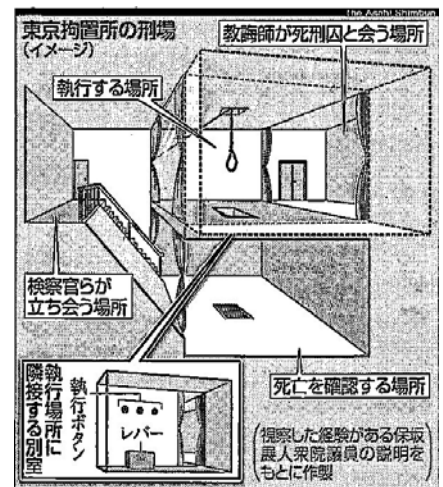 The Asahi Shimbun
東京拘置所の刑場
(イメージ)
教誨師が死刑囚と会う場所
執行する場所
検察官らが
立ち会う場所
死亡を確認する場所
執行場所に
隣接する別室
執行ボタン
レバー
(視察した経験がある保坂
展人衆院議員の説明を
もとに作製)